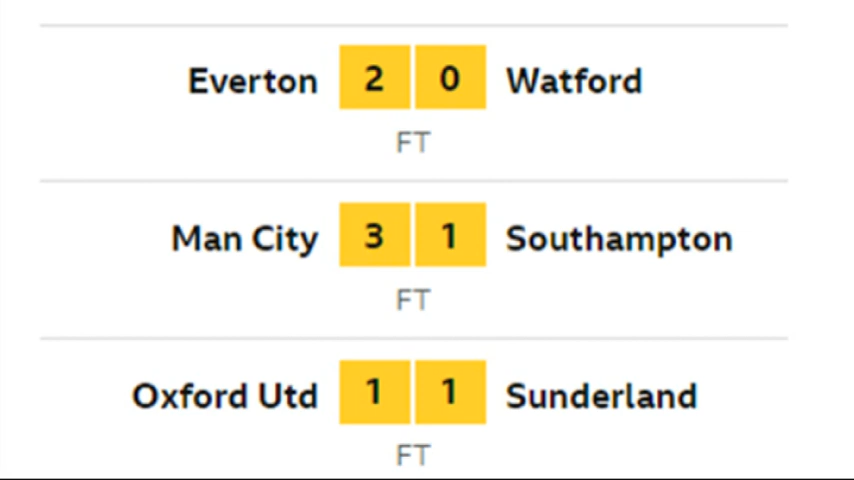 Everton 2 0 Watford
FT
Man City 3 1 Southampton
FT
Oxford Utd 1 1 Sunderland
FT